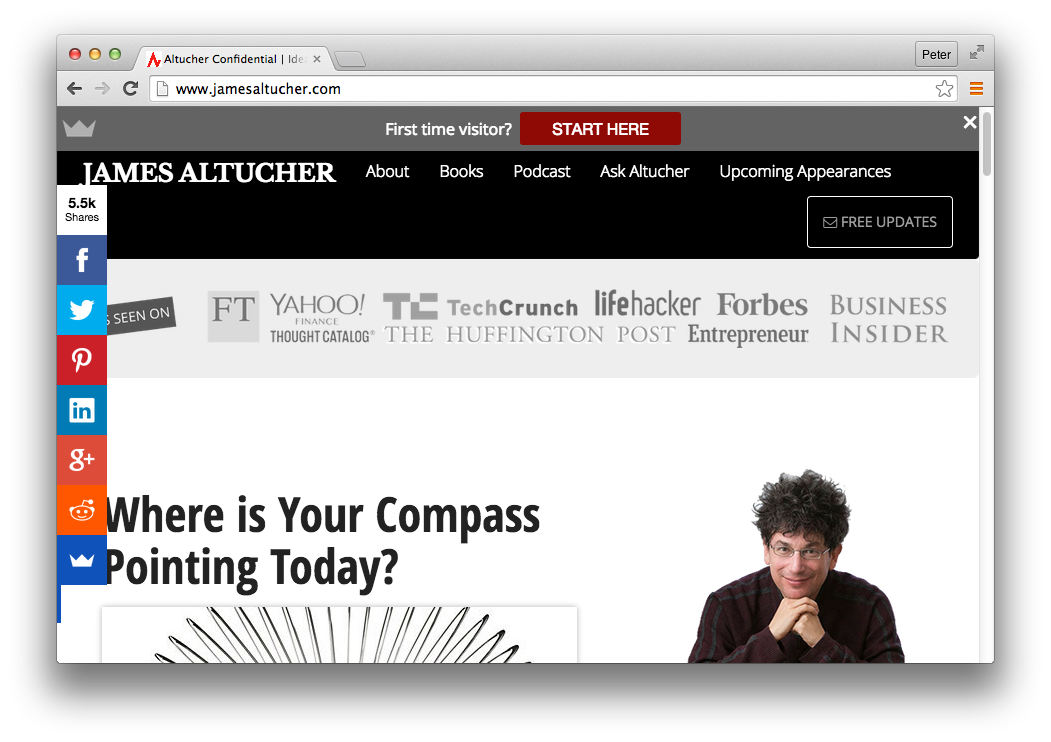 Altucher Confidential | Ide
Peter
www.jamesaltucher.com
First time visitor? START HERE
JAMES ALTUCHER About Books Podcast Ask Altucher Upcoming Appearances
FREE UPDATES
5.5k
Shares
S SEEN ON
FT YAHOO! FINANCE TC TechCrunch lifehacker Forbes BUSINESS INSIDER
THOUGHT CATALOG® THE HUFFINGTON POST Entrepreneur
Where is Your Compass
Pointing Today?